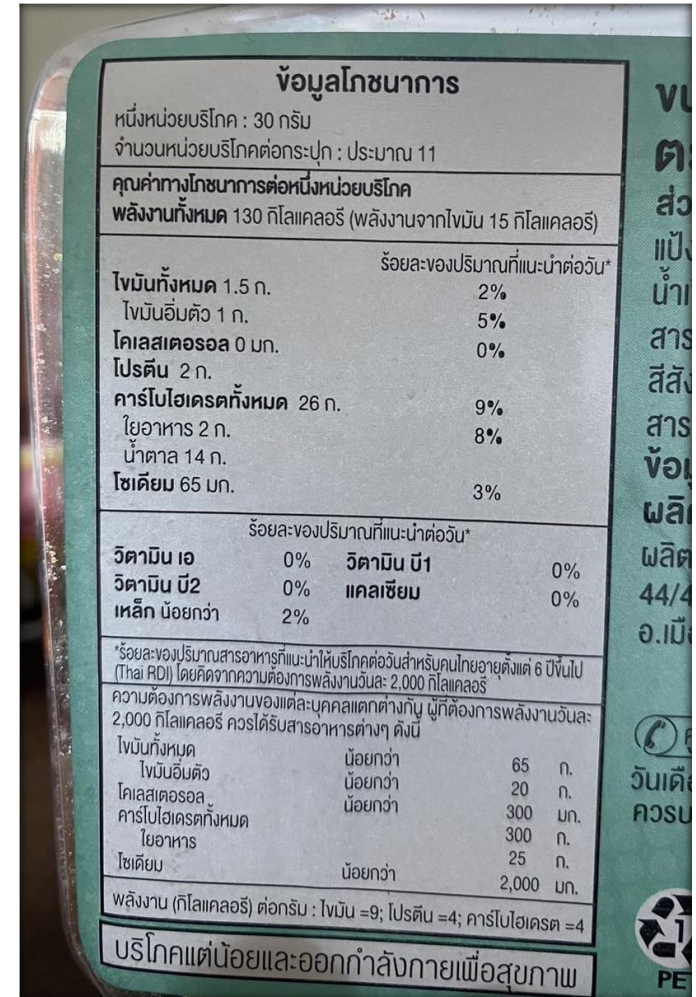 ข้อมูลโภชนาการ
หนึ่งหน่วยบริโภค : 30 กรัม
จำนวนหน่วยบริโภคต่อกระปุก : ประมาณ 11
คุณค่าทางโภชนาการต่อหนึ่งหน่วยบริโภค
พลังงานทั้งหมด 130 กิโลแคลอรี (พลังงานจากไขมัน 15 กิโลแคลอรี)
ร้อยละของปริมาณที่แนะนำต่อวัน*
ไขมันทั้งหมด 1.5 ก. 2%
ไขมันอิ่มตัว 1 ก. 5%
โคเลสเตอรอล 0 มก. 0%
โปรตีน 2 ก.
คาร์โบไฮเดรตทั้งหมด 26 ก. 9%
ใยอาหาร 2 ก. 8%
น้ำตาล 14 ก.
โซเดียม 65 มก. 3%
ร้อยละของปริมาณที่แนะนำต่อวัน*
วิตามิน เอ 0% วิตามิน บี1 0%
วิตามิน บี2 0% แคลเซียม 0%
เหล็ก น้อยกว่า 2%
*ร้อยละของปริมาณสารอาหารที่แนะนำให้บริโภคต่อวันสำหรับคนไทยอายุตั้งแต่ 6 ปีขึ้นไป
(Thai RDI) โดยคิดจากความต้องการพลังงานวันละ 2,000 กิโลแคลอรี
ความต้องการพลังงานของแต่ละบุคคลแตกต่างกัน ผู้ที่ต้องการพลังงานวันละ
2,000 กิโลแคลอรี ควรได้รับสารอาหารต่างๆ ดังนี้
ไขมันทั้งหมด น้อยกว่า 65 ก.
ไขมันอิ่มตัว น้อยกว่า 20 ก.
โคเลสเตอรอล น้อยกว่า 300 มก.
คาร์โบไฮเดรตทั้งหมด 300 ก.
ใยอาหาร 25 ก.
โซเดียม น้อยกว่า 2,000 มก.
พลังงาน (กิโลแคลอรี) ต่อกรัม : ไขมัน =9; โปรตีน =4; คาร์โบไฮเดรต =4
บริโภคแต่น้อยและออกกำลังกายเพื่อสุขภาพ
ส่ว
แป้ง
สาร
สีสัง
สาร
ข้อมู
ผลิต
44/4
อ.เมือ
วันเดือ
ควรบ
1
PE